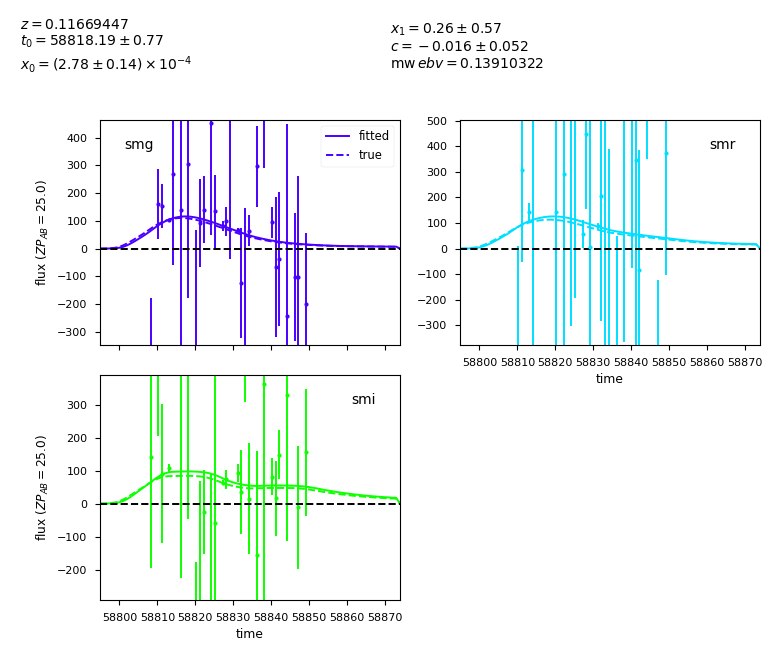 z = 0.11669447
t₀ = 58818.19 ± 0.77
x₀ = (2.78 ± 0.14) × 10⁻⁴
x₁ = 0.26 ± 0.57
c = −0.016 ± 0.052
mw ebv = 0.13910322
smg
fitted
true
400
300
200
100
0
−100
−200
−300
flux (ZP_AB = 25.0)
smr
500
400
300
200
100
0
−100
−200
−300
58800 58810 58820 58830 58840 58850 58860 58870
time
smi
300
200
100
0
−100
−200
flux (ZP_AB = 25.0)
58800 58810 58820 58830 58840 58850 58860 58870
time